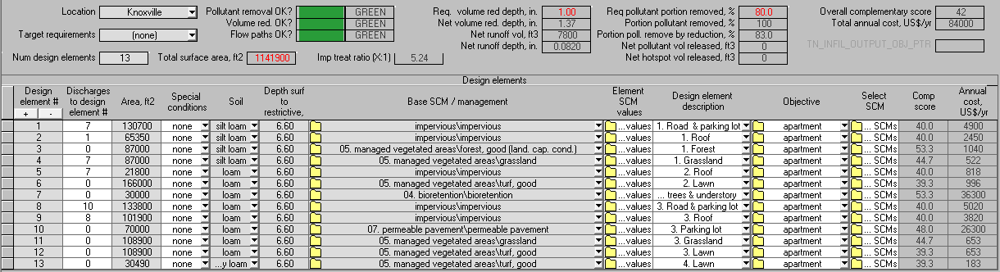 Location Knoxville Pollutant removal OK? GREEN Req. volume red depth, in. 1.00 Req pollutant portion removed, % 80.0 Overall complementary score 42
Volume red. OK? GREEN Net volume red. depth, in. 1.37 Portion pollutant removed, % 100 Total annual cost, US$/yr 84000
Target requirements (none) Flow paths OK? GREEN Net runoff vol, ft3 7800 Portion poll. remove by reduction, % 83.0
Net runoff depth, in. 0.0820 Net pollutant vol released, ft3 0 TN_INFIL_OUTPUT_OBJ_PTR
Num design elements 13 Total surface area, ft2 1141900 Imp treat ratio (X:1) 5.24 Net hotspot vol released, ft3 0
Design elements
Design element # + - Discharges to design element # Area, ft2 Special conditions Soil Depth surf to restrictive, Base SCM / management Element SCM values Design element description Objective Select SCM Comp score Annual cost, US$/yr
1 7 130700 none silt loam 6.60 impervious\impervious ...values 1. Road & parking lot apartment ... SCMs 40.0 4900
2 1 65350 none silt loam 6.60 impervious\impervious ...values 1. Roof apartment ... SCMs 40.0 2450
3 0 87000 none silt loam 6.60 05. managed vegetated areas\forest, good (land. cap. cond.) ...values 1. Forest apartment ... SCMs 53.3 1040
4 7 87000 none silt loam 6.60 05. managed vegetated areas\grassland ...values 1. Grassland apartment ... SCMs 44.7 522
5 7 21800 none loam 6.60 impervious\impervious ...values 2. Roof apartment ... SCMs 40.0 818
6 0 166000 none loam 6.60 05. managed vegetated areas\turf, good ...values 2. Lawn apartment ... SCMs 39.3 996
7 0 30000 none loam 6.60 04. bioretention\bioretention ...values ... trees & understory apartment ... SCMs 53.3 36300
8 10 133800 none loam 6.60 impervious\impervious ...values 3. Road & parking lot apartment ... SCMs 40.0 5020
9 8 101900 none loam 6.60 impervious\impervious ...values 3. Roof apartment ... SCMs 40.0 3820
10 0 70000 none loam 6.60 07. permeable pavement\permeable pavement ...values 3. Parking lot apartment ... SCMs 48.0 26300
11 0 108900 none loam 6.60 05. managed vegetated areas\grassland ...values 3. Grassland apartment ... SCMs 44.7 653
12 0 108900 none loam 6.60 05. managed vegetated areas\turf, good ...values 3. Lawn apartment ... SCMs 39.3 653
13 0 30490 none ...y loam 6.60 05. managed vegetated areas\turf, good ...values 4. Lawn apartment ... SCMs 39.3 183